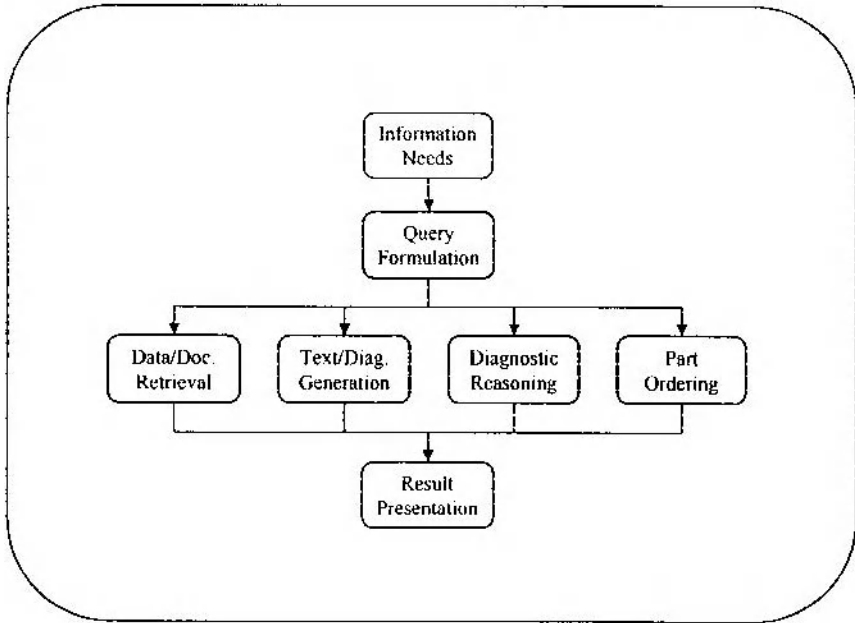 Information
Needs
Query
Formulation
Data/Doc.
Retrieval
Text/Diag.
Generation
Diagnostic
Reasoning
Part
Ordering
Result
Presentation